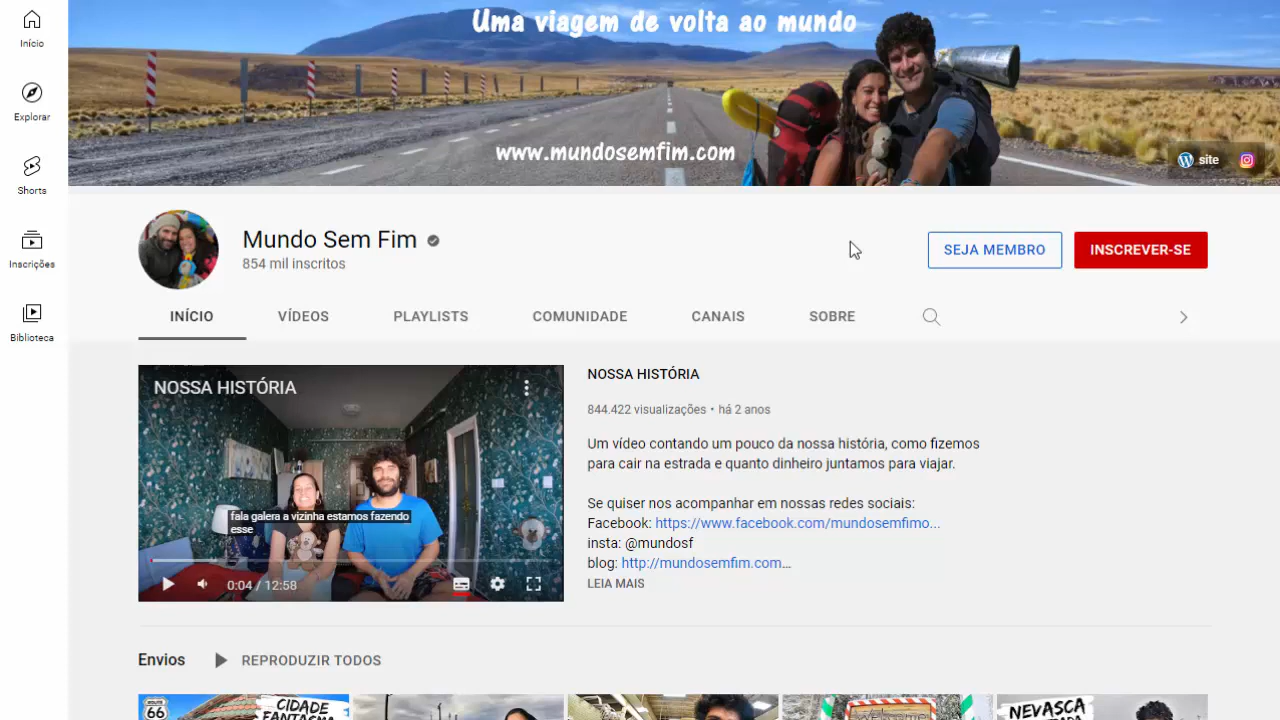 Uma viagem de volta ao mundo
www.mundosemfim.com
site
Início
Explorar
Shorts
Inscrições
Biblioteca
Mundo Sem Fim
854 mil inscritos
SEJA MEMBRO
INSCREVER-SE
INÍCIO
VÍDEOS
PLAYLISTS
COMUNIDADE
CANAIS
SOBRE
NOSSA HISTÓRIA
fala galera a vizinha estamos fazendo
esse
0:04 / 12:58
NOSSA HISTÓRIA
844.422 visualizações • há 2 anos
Um vídeo contando um pouco da nossa história, como fizemos
para cair na estrada e quanto dinheiro juntamos para viajar.
Se quiser nos acompanhar em nossas redes sociais:
Facebook: https://www.facebook.com/mundosemfimo...
insta: @mundosf
blog: http://mundosemfim.com...
LEIA MAIS
Envios
REPRODUZIR TODOS
ROUTE
66
CIDADE
FANTASMA
Welcome
NEVASCA